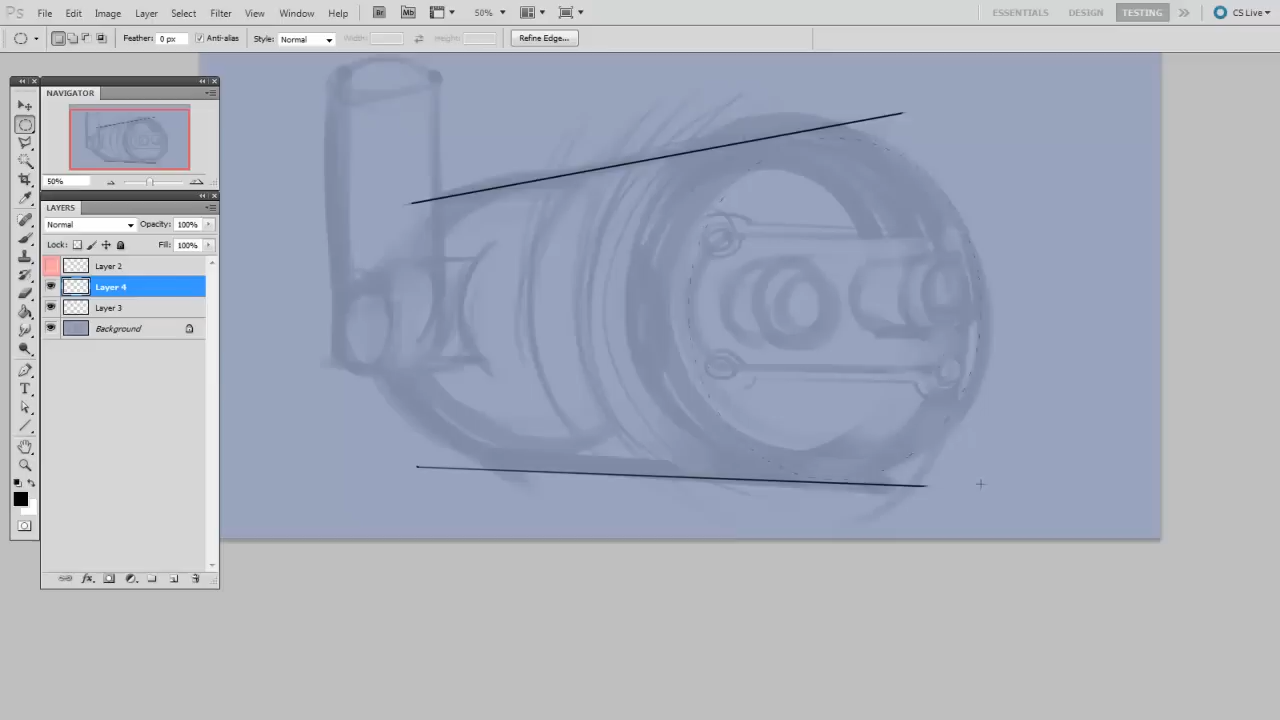 Ps File Edit Image Layer Select Filter View Window Help Br Mb 50% ESSENTIALS DESIGN TESTING CS Live
Feather: 0 px Anti-alias Style: Normal Width: Height: Refine Edge...
NAVIGATOR
50%
LAYERS
Normal Opacity: 100%
Lock: Fill: 100%
Layer 2
Layer 4
Layer 3
Background
fx